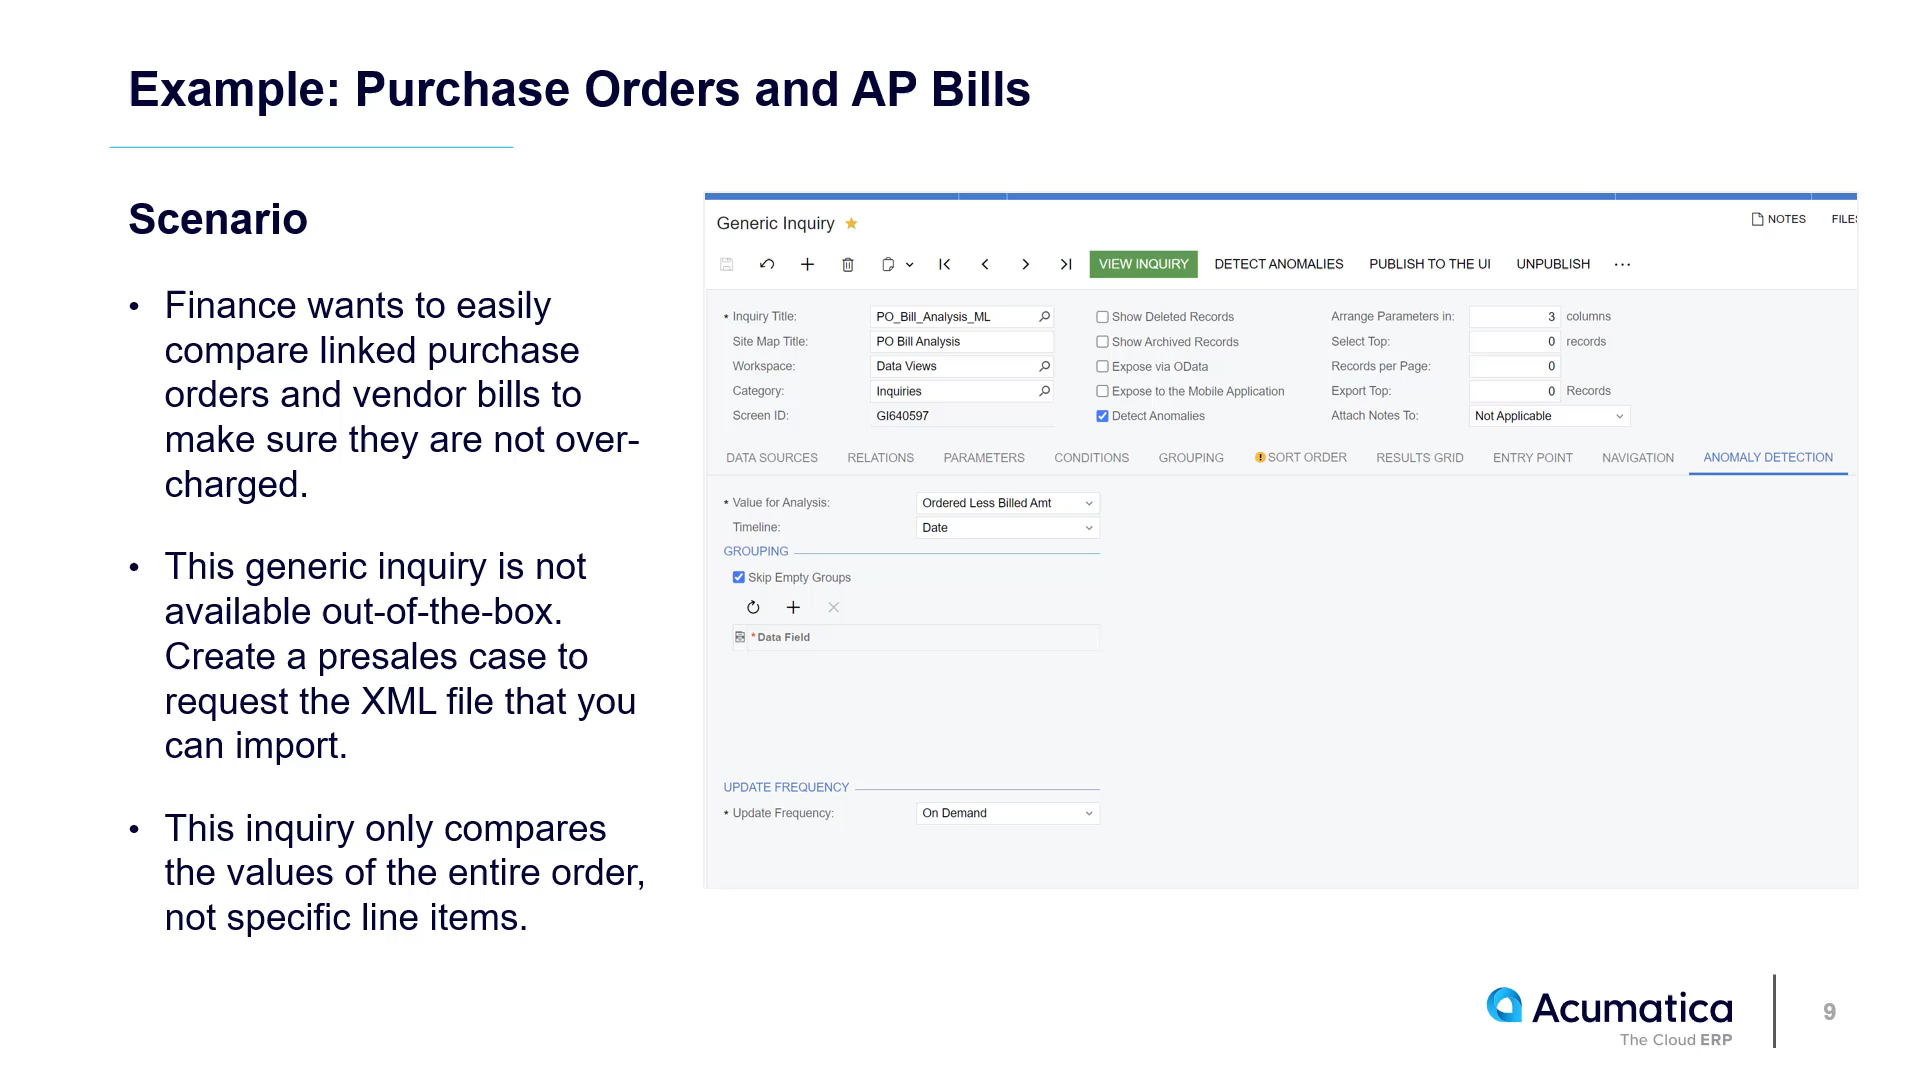 Example: Purchase Orders and AP Bills
Scenario
• Finance wants to easily
compare linked purchase
orders and vendor bills to
make sure they are not over-
charged.
• This generic inquiry is not
available out-of-the-box.
Create a presales case to
request the XML file that you
can import.
• This inquiry only compares
the values of the entire order,
not specific line items.
Generic Inquiry
NOTES FILES
VIEW INQUIRY DETECT ANOMALIES PUBLISH TO THE UI UNPUBLISH ...
* Inquiry Title: PO_Bill_Analysis_ML
Site Map Title: PO Bill Analysis
Workspace: Data Views
Category: Inquiries
Screen ID: GI640597
Show Deleted Records
Show Archived Records
Expose via OData
Expose to the Mobile Application
Detect Anomalies
Arrange Parameters in: 3 columns
Select Top: 0 records
Records per Page: 0
Export Top: 0 Records
Attach Notes To: Not Applicable
DATA SOURCES RELATIONS PARAMETERS CONDITIONS GROUPING SORT ORDER RESULTS GRID ENTRY POINT NAVIGATION ANOMALY DETECTION
* Value for Analysis: Ordered Less Billed Amt
Timeline: Date
GROUPING
Skip Empty Groups
* Data Field
UPDATE FREQUENCY
* Update Frequency: On Demand
Acumatica
The Cloud ERP
9